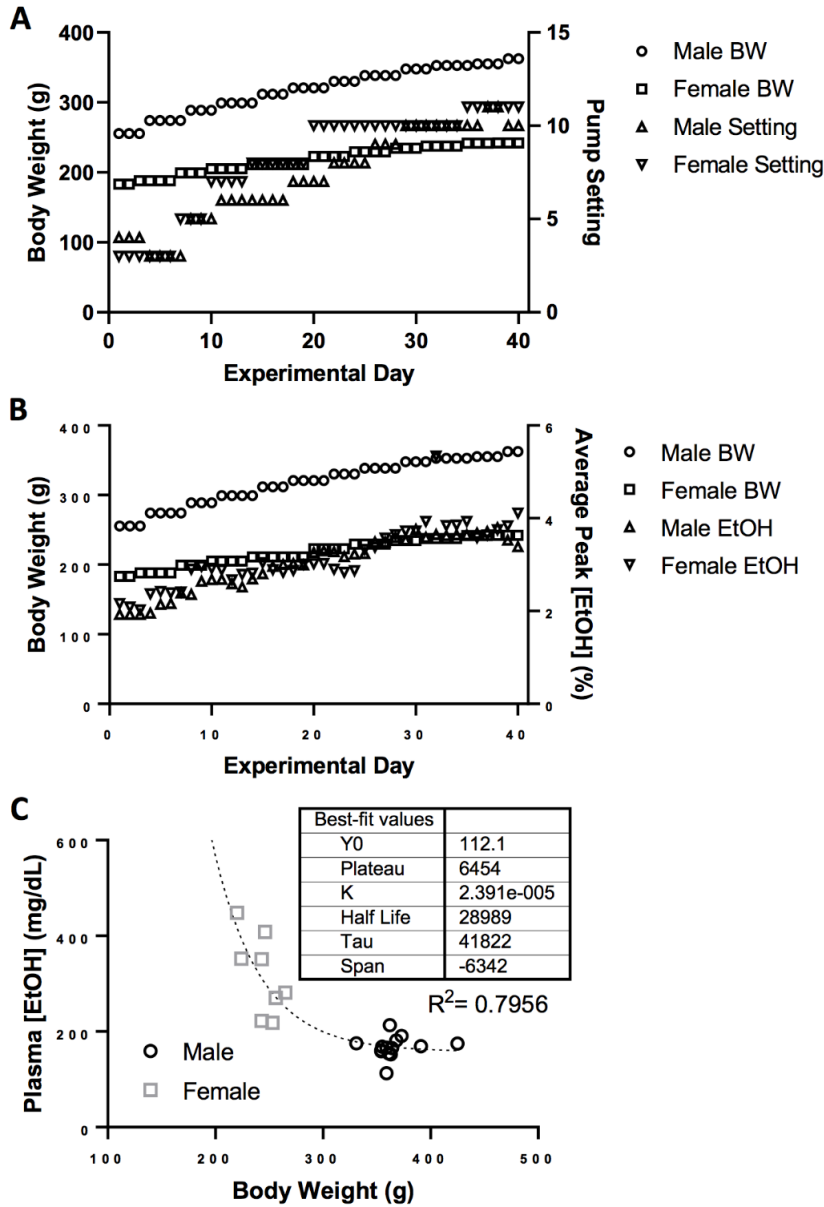 A
400
300
200
100
0
Body Weight (g)
15
10
5
0
Pump Setting
0 10 20 30 40
Experimental Day
Male BW
Female BW
Male Setting
Female Setting
B
400
300
200
100
0
Body Weight (g)
6
4
2
0
Average Peak [EtOH] (%)
0 10 20 30 40
Experimental Day
Male BW
Female BW
Male EtOH
Female EtOH
C
600
400
200
0
Plasma [EtOH] (mg/dL)
Best-fit values
Y0 112.1
Plateau 6454
K 2.391e-005
Half Life 28989
Tau 41822
Span -6342
R2= 0.7956
Male
Female
100 200 300 400 500
Body Weight (g)